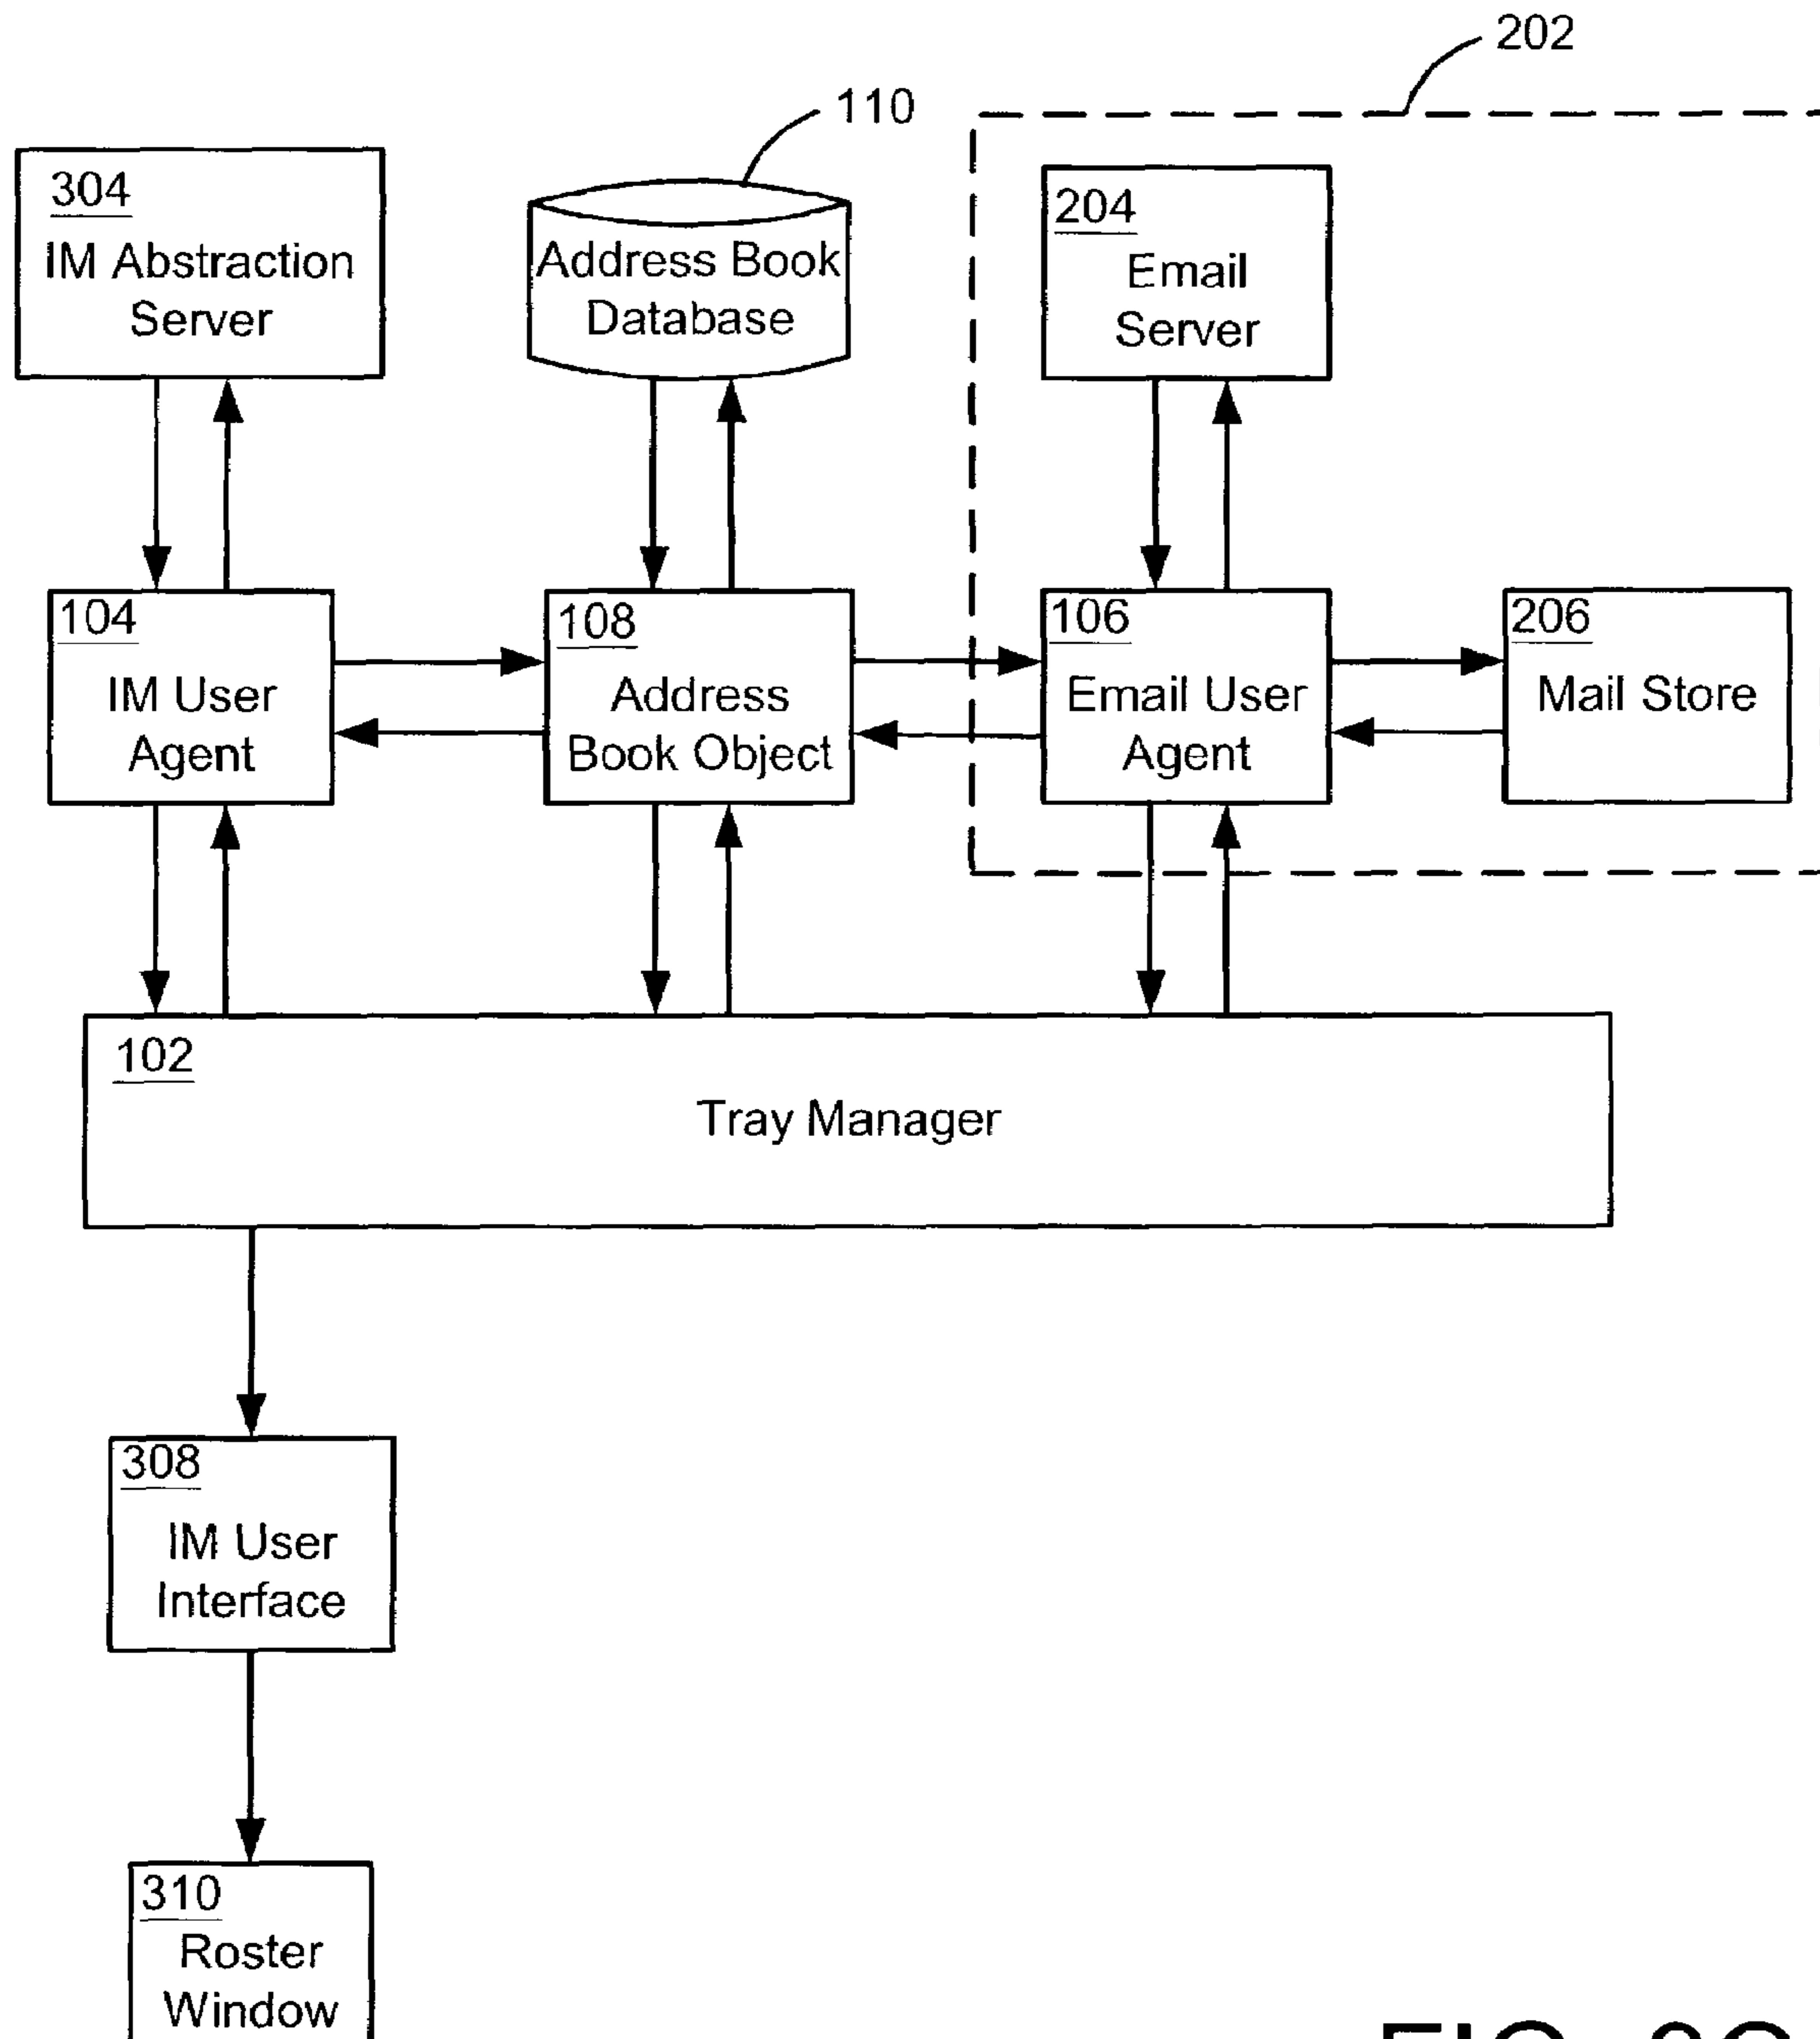 202
110
304
IM Abstraction
Server
Address Book
Database
204
Email
Server
104
IM User
Agent
108
Address
Book Object
106
Email User
Agent
206
Mail Store
102
Tray Manager
308
IM User
Interface
310
Roster
Window
FIG.